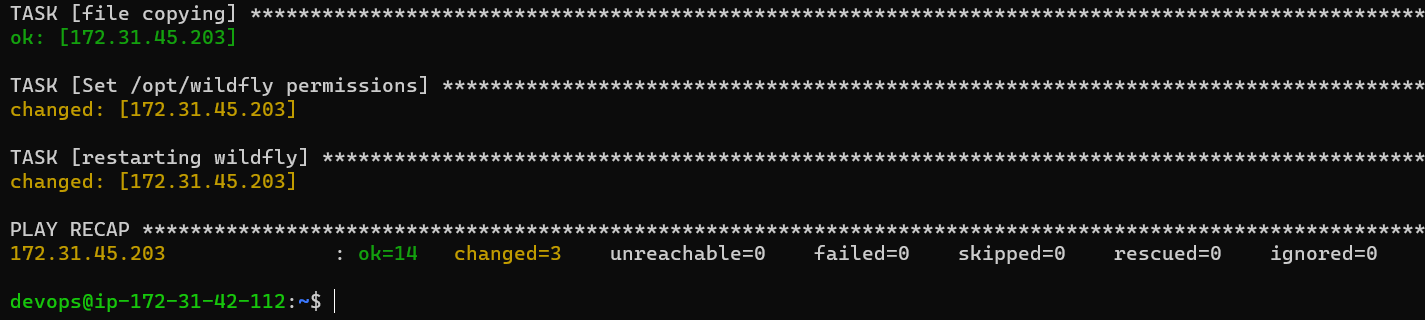 TASK [file copying] **************************************************************************************************
ok: [172.31.45.203]
TASK [Set /opt/wildfly permissions] **********************************************************************************
changed: [172.31.45.203]
TASK [restarting wildfly] ********************************************************************************************
changed: [172.31.45.203]
PLAY RECAP ***********************************************************************************************************
172.31.45.203              : ok=14   changed=3    unreachable=0    failed=0    skipped=0    rescued=0    ignored=0
devops@ip-172-31-42-112:~$